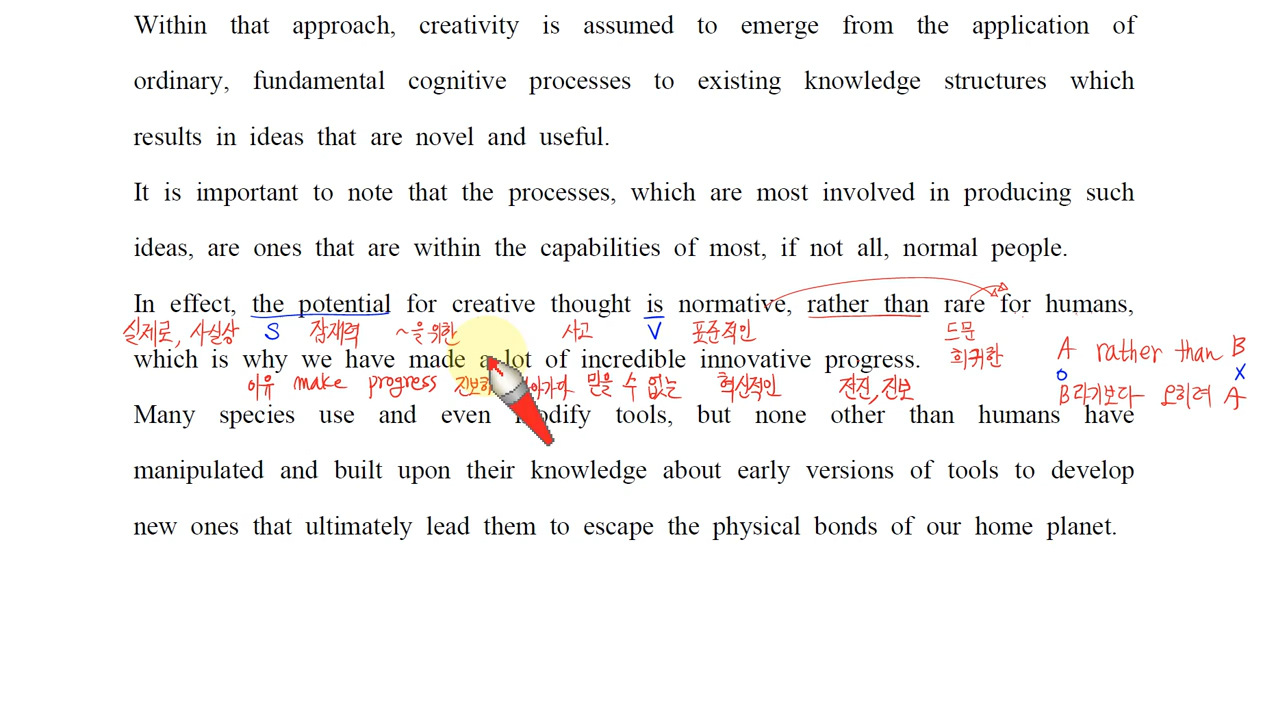 Within that approach, creativity is assumed to emerge from the application of
ordinary, fundamental cognitive processes to existing knowledge structures which
results in ideas that are novel and useful.
It is important to note that the processes, which are most involved in producing such
ideas, are ones that are within the capabilities of most, if not all, normal people.
In effect, the potential for creative thought is normative, rather than rare for humans,
실제로, 사실상 S 잠재력 ~을 위한 사고 V 표준적인 드문
희귀한
A rather than B
O X
B라기보다 오히려 A
which is why we have made a lot of incredible innovative progress.
이유 make progress 믿을 수 없는 혁신적인 전진, 진보
Many species use and even modify tools, but none other than humans have
manipulated and built upon their knowledge about early versions of tools to develop
new ones that ultimately lead them to escape the physical bonds of our home planet.